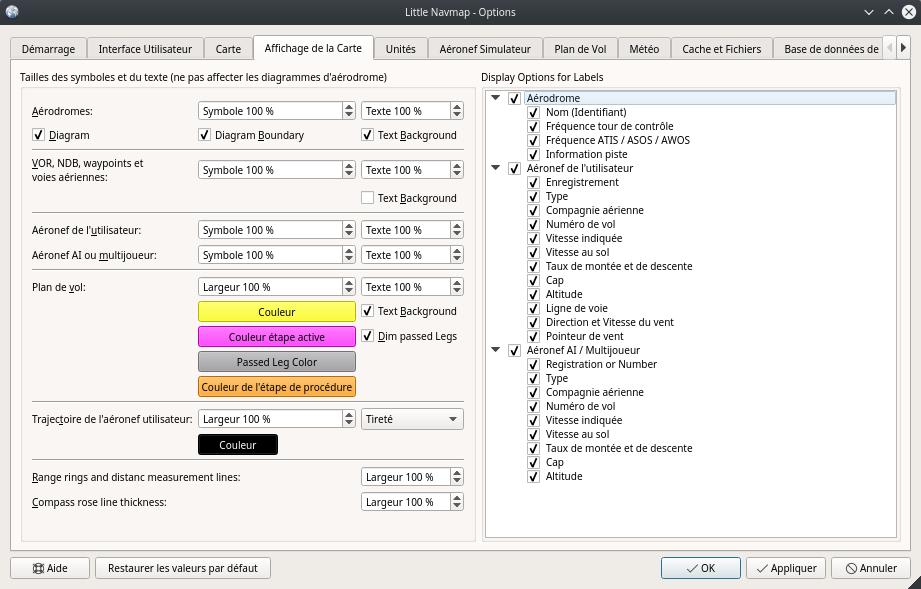 Little Navmap - Options
Démarrage
Interface Utilisateur
Carte
Affichage de la Carte
Unités
Aéronef Simulateur
Plan de Vol
Météo
Cache et Fichiers
Base de données de
Tailles des symboles et du texte (ne pas affecter les diagrammes d'aérodrome)
Aérodromes:
Symbole 100 %
Texte 100 %
Diagram
Diagram Boundary
Text Background
VOR, NDB, waypoints et
voies aériennes:
Symbole 100 %
Texte 100 %
Text Background
Aéronef de l'utilisateur:
Symbole 100 %
Texte 100 %
Aéronef AI ou multijoueur:
Symbole 100 %
Texte 100 %
Plan de vol:
Largeur 100 %
Texte 100 %
Couleur
Text Background
Couleur étape active
Dim passed Legs
Passed Leg Color
Couleur de l'étape de procédure
Trajectoire de l'aéronef utilisateur:
Largeur 100 %
Tireté
Couleur
Range rings and distanc measurement lines:
Largeur 100 %
Compass rose line thickness:
Largeur 100 %
Display Options for Labels
Aérodrome
Nom (Identifiant)
Fréquence tour de contrôle
Fréquence ATIS / ASOS / AWOS
Information piste
Aéronef de l'utilisateur
Enregistrement
Type
Compagnie aérienne
Numéro de vol
Vitesse indiquée
Vitesse au sol
Taux de montée et de descente
Cap
Altitude
Ligne de voie
Direction et Vitesse du vent
Pointeur de vent
Aéronef AI / Multijoueur
Registration or Number
Type
Compagnie aérienne
Numéro de vol
Vitesse indiquée
Vitesse au sol
Taux de montée et de descente
Cap
Altitude
Aide
Restaurer les valeurs par défaut
OK
Appliquer
Annuler